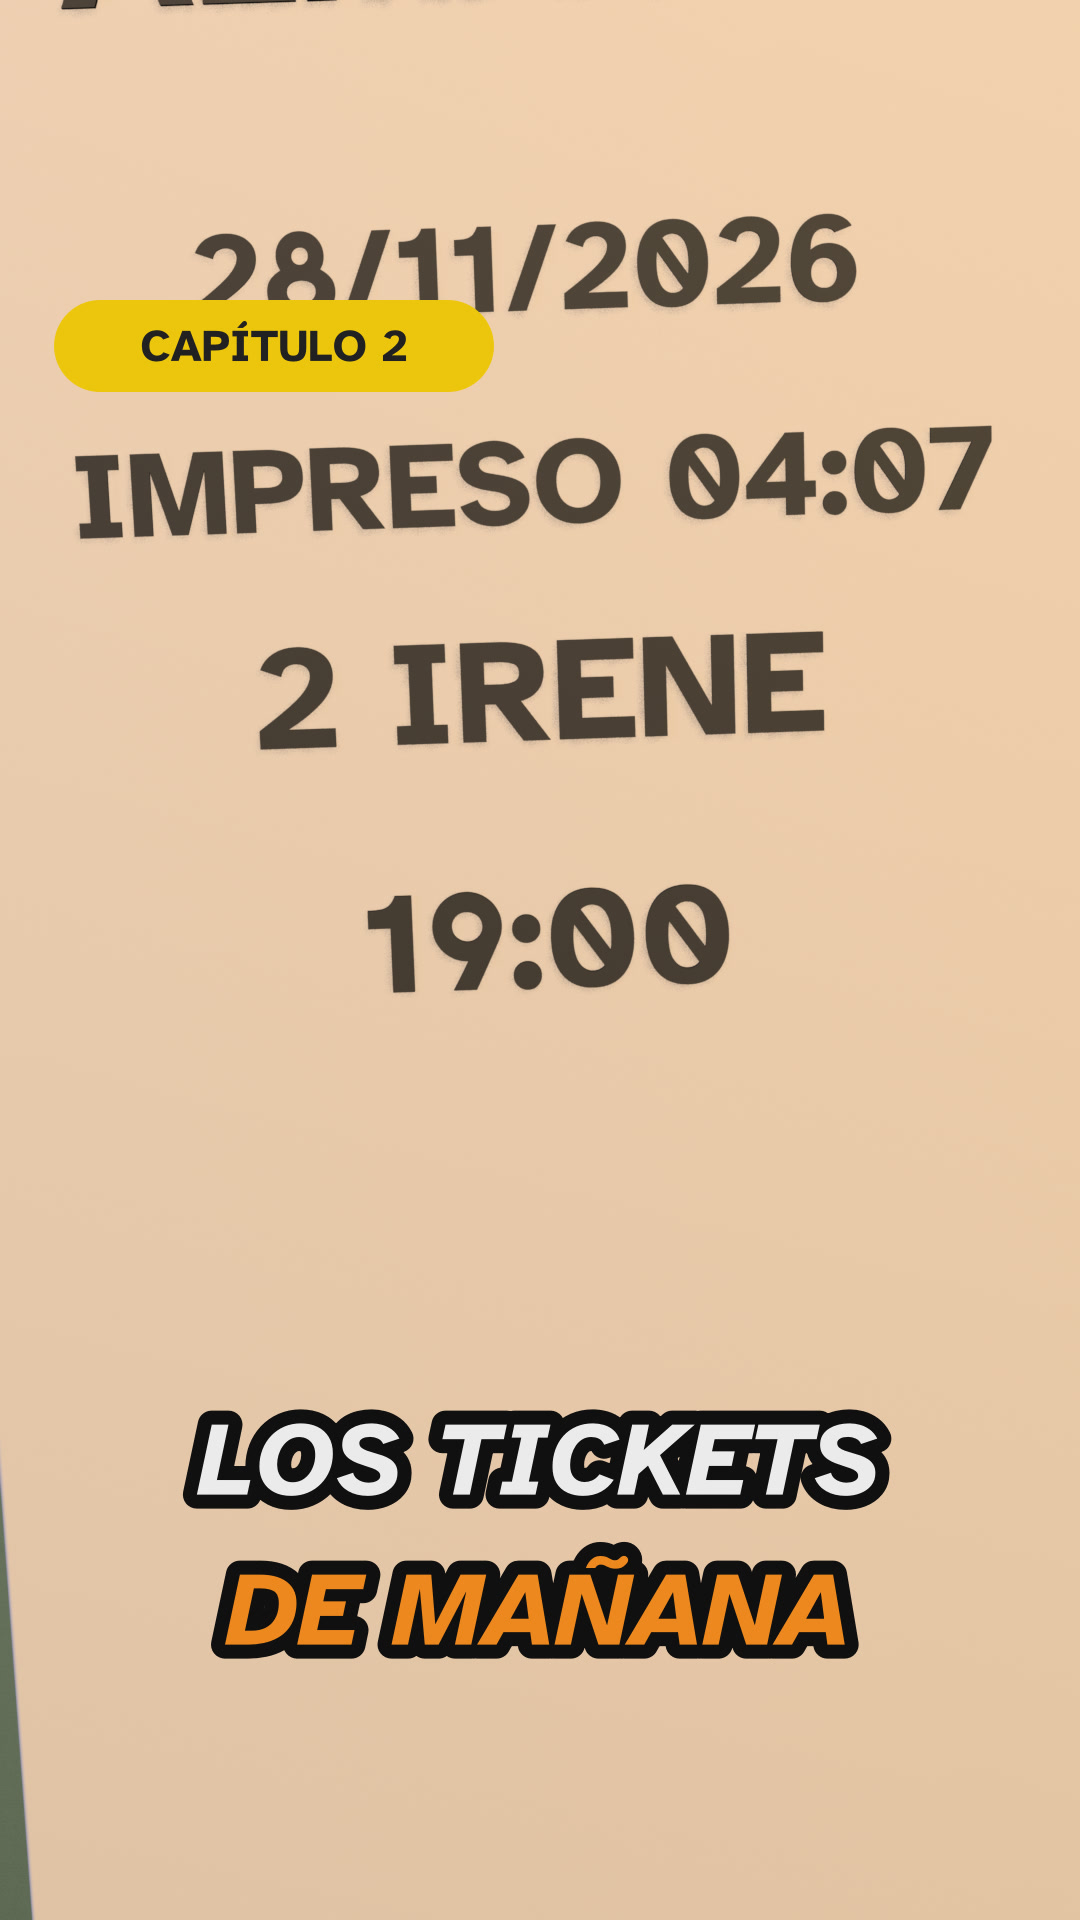 28/11/2026
CAPÍTULO 2
IMPRESO 04:07
2 IRENE
19:00
LOS TICKETS
DE MAÑANA